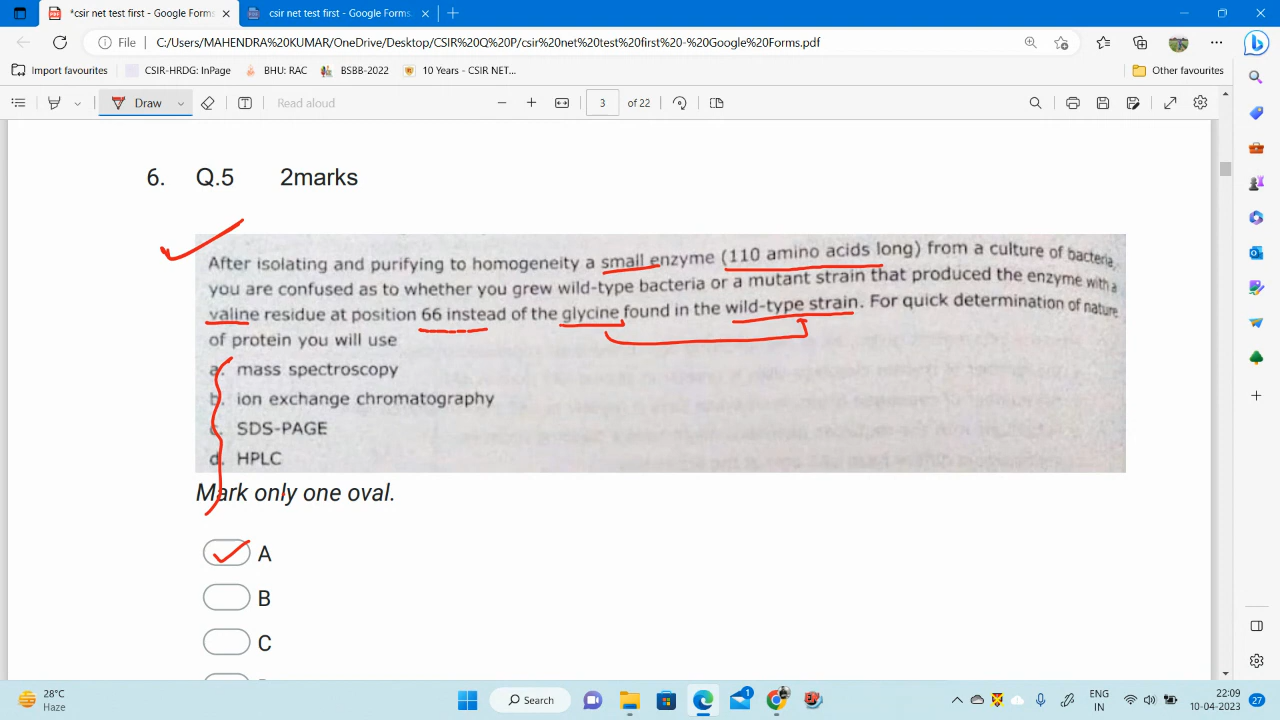 *csir net test first - Google Forms
csir net test first - Google Forms
File
C:/Users/MAHENDRA%20KUMAR/OneDrive/Desktop/CSIR%20Q%20P/csir%20net%20test%20first%20-%20Google%20Forms.pdf
Import favourites
CSIR-HRDG: InPage
BHU: RAC
BSBB-2022
10 Years - CSIR NET...
Other favourites
Draw
Read aloud
3 of 22
6. Q.5 2marks
After isolating and purifying to homogeneity a small enzyme (110 amino acids long) from a culture of bacteria,
you are confused as to whether you grew wild-type bacteria or a mutant strain that produced the enzyme with a
valine residue at position 66 instead of the glycine found in the wild-type strain. For quick determination of nature
of protein you will use
a. mass spectroscopy
b. ion exchange chromatography
c. SDS-PAGE
d. HPLC
Mark only one oval.
A
B
C
28°C
Haze
Search
1
ENG
IN
22:09
10-04-2023
27